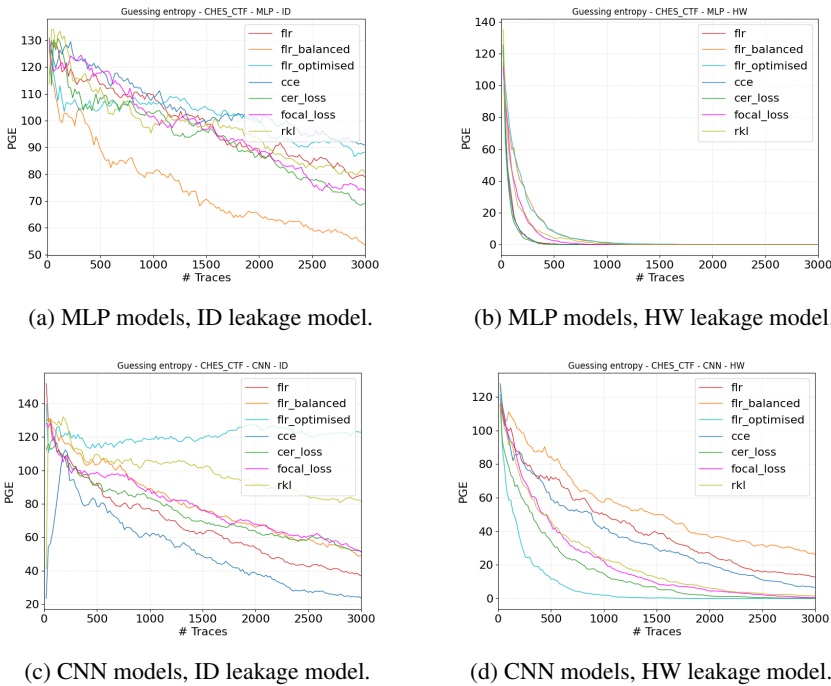 Guessing entropy - CHES_CTF - MLP - ID
130
120
110
100
90
80
70
60
50
PGE
0 500 1000 1500 2000 2500 3000
# Traces
flr
flr_balanced
flr_optimised
cce
cer_loss
focal_loss
rkl
(a) MLP models, ID leakage model.
Guessing entropy - CHES_CTF - MLP - HW
140
120
100
80
60
40
20
0
PGE
0 500 1000 1500 2000 2500 3000
# Traces
flr
flr_balanced
flr_optimised
cce
cer_loss
focal_loss
rkl
(b) MLP models, HW leakage model.
Guessing entropy - CHES_CTF - CNN - ID
140
120
100
80
60
40
20
PGE
0 500 1000 1500 2000 2500 3000
# Traces
flr
flr_balanced
flr_optimised
cce
cer_loss
focal_loss
rkl
(c) CNN models, ID leakage model.
Guessing entropy - CHES_CTF - CNN - HW
120
100
80
60
40
20
0
PGE
0 500 1000 1500 2000 2500 3000
# Traces
flr
flr_balanced
flr_optimised
cce
cer_loss
focal_loss
rkl
(d) CNN models, HW leakage model.